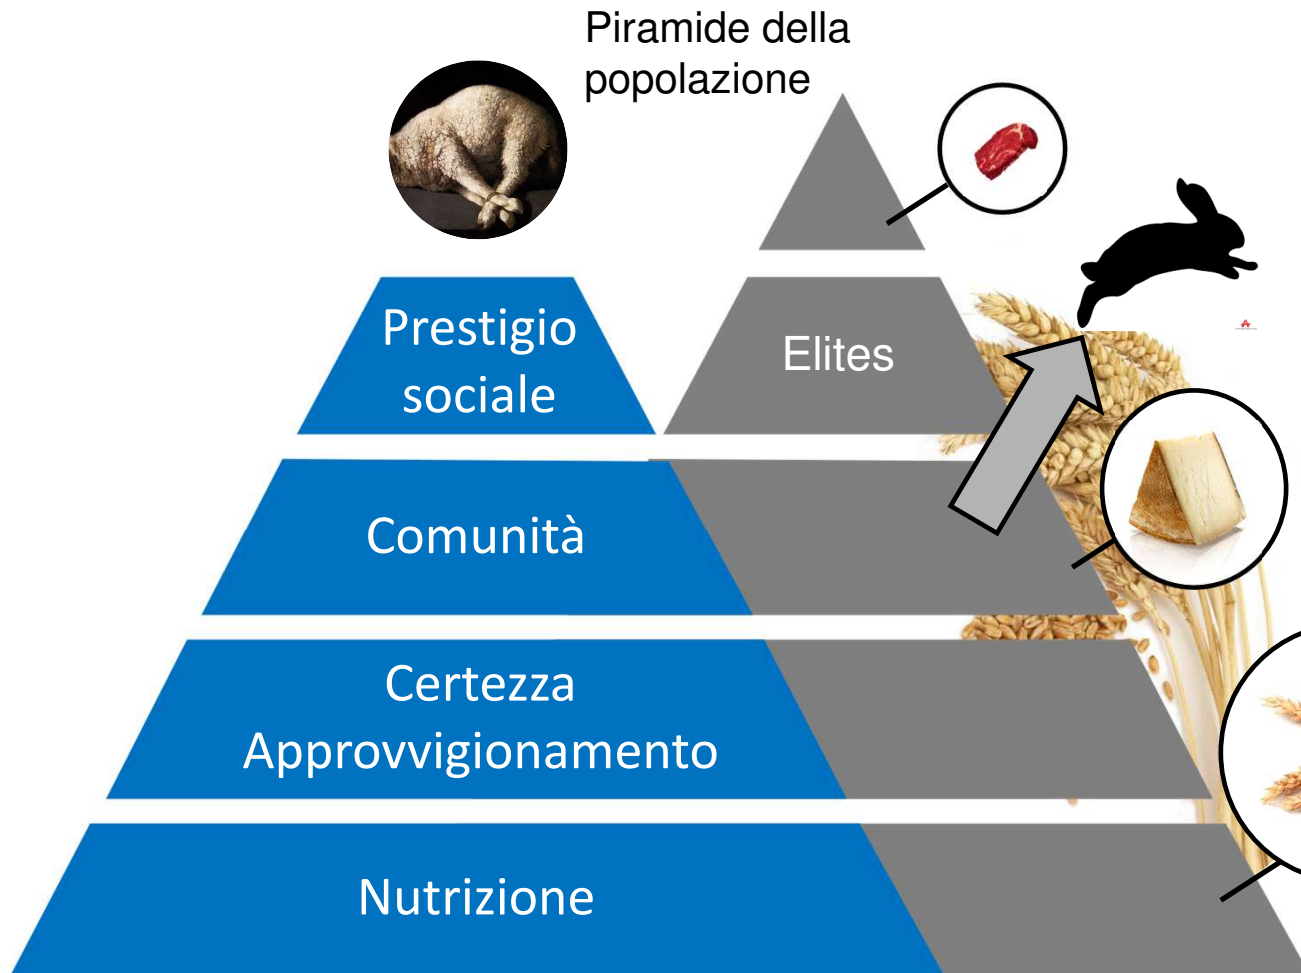 Piramide della
popolazione
Prestigio
sociale
Elites
Comunità
Certezza
Approvvigionamento
Nutrizione